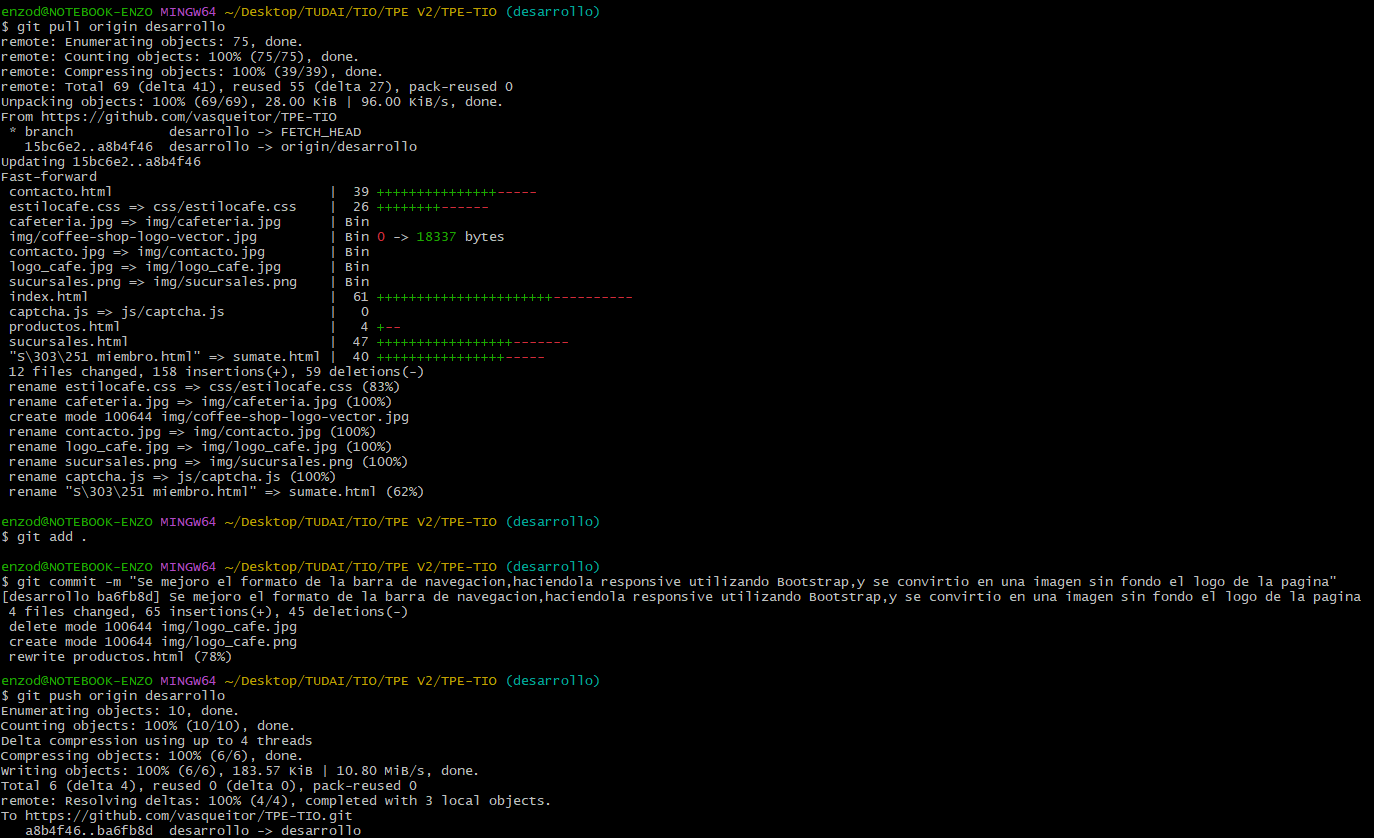 enzod@NOTEBOOK-ENZO MINGW64 ~/Desktop/TUDAI/TIO/TPE V2/TPE-TIO (desarrollo)
$ git pull origin desarrollo
remote: Enumerating objects: 75, done.
remote: Counting objects: 100% (75/75), done.
remote: Compressing objects: 100% (39/39), done.
remote: Total 69 (delta 41), reused 55 (delta 27), pack-reused 0
Unpacking objects: 100% (69/69), 28.00 KiB | 96.00 KiB/s, done.
From https://github.com/vasqueitor/TPE-TIO
 * branch            desarrollo -> FETCH_HEAD
   15bc6e2..a8b4f46  desarrollo -> origin/desarrollo
Updating 15bc6e2..a8b4f46
Fast-forward
 contacto.html                           |  39 +++++++++++++++-----
 estilocafe.css => css/estilocafe.css    |  26 ++++++++------
 cafeteria.jpg => img/cafeteria.jpg      | Bin
 img/coffee-shop-logo-vector.jpg         | Bin 0 -> 18337 bytes
 contacto.jpg => img/contacto.jpg        | Bin
 logo_cafe.jpg => img/logo_cafe.jpg      | Bin
 sucursales.png => img/sucursales.png    | Bin
 index.html                              |  61 ++++++++++++++++++++++----------
 captcha.js => js/captcha.js             |   0
 productos.html                          |   4 +--
 sucursales.html                         |  47 +++++++++++++++++-------
 "S\303\251 miembro.html" => sumate.html |  40 ++++++++++++++++-----
 12 files changed, 158 insertions(+), 59 deletions(-)
 rename estilocafe.css => css/estilocafe.css (83%)
 rename cafeteria.jpg => img/cafeteria.jpg (100%)
 create mode 100644 img/coffee-shop-logo-vector.jpg
 rename contacto.jpg => img/contacto.jpg (100%)
 rename logo_cafe.jpg => img/logo_cafe.jpg (100%)
 rename sucursales.png => img/sucursales.png (100%)
 rename captcha.js => js/captcha.js (100%)
 rename "S\303\251 miembro.html" => sumate.html (62%)
enzod@NOTEBOOK-ENZO MINGW64 ~/Desktop/TUDAI/TIO/TPE V2/TPE-TIO (desarrollo)
$ git add .
enzod@NOTEBOOK-ENZO MINGW64 ~/Desktop/TUDAI/TIO/TPE V2/TPE-TIO (desarrollo)
$ git commit -m "Se mejoro el formato de la barra de navegacion,haciendola responsive utilizando Bootstrap,y se convirtio en una imagen sin fondo el logo de la pagina"
[desarrollo ba6fb8d] Se mejoro el formato de la barra de navegacion,haciendola responsive utilizando Bootstrap,y se convirtio en una imagen sin fondo el logo de la pagina
 4 files changed, 65 insertions(+), 45 deletions(-)
 delete mode 100644 img/logo_cafe.jpg
 create mode 100644 img/logo_cafe.png
 rewrite productos.html (78%)
enzod@NOTEBOOK-ENZO MINGW64 ~/Desktop/TUDAI/TIO/TPE V2/TPE-TIO (desarrollo)
$ git push origin desarrollo
Enumerating objects: 10, done.
Counting objects: 100% (10/10), done.
Delta compression using up to 4 threads
Compressing objects: 100% (6/6), done.
Writing objects: 100% (6/6), 183.57 KiB | 10.80 MiB/s, done.
Total 6 (delta 4), reused 0 (delta 0), pack-reused 0
remote: Resolving deltas: 100% (4/4), completed with 3 local objects.
To https://github.com/vasqueitor/TPE-TIO.git
   a8b4f46..ba6fb8d  desarrollo -> desarrollo